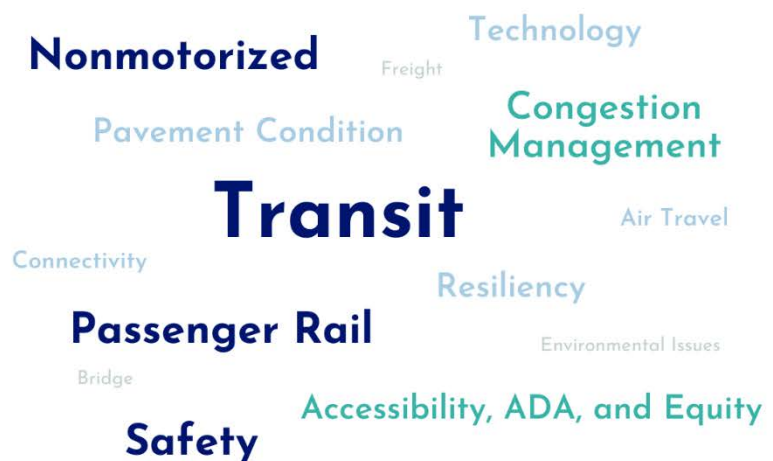 Technology
Nonmotorized
Freight
Congestion
Management
Pavement Condition
Transit
Air Travel
Connectivity
Resiliency
Passenger Rail
Environmental Issues
Bridge
Accessibility, ADA, and Equity
Safety